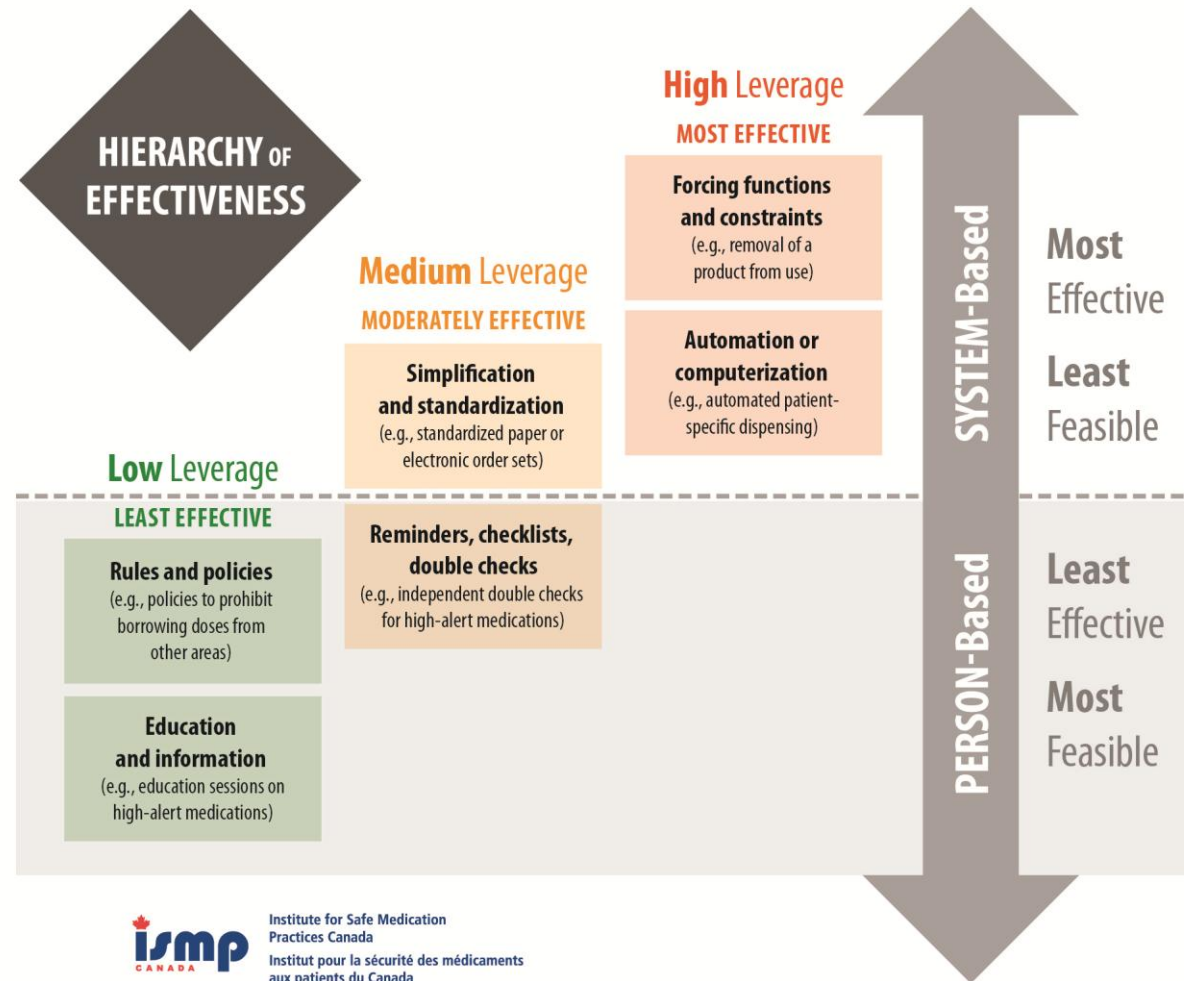 HIERARCHY OF
EFFECTIVENESS
High Leverage
MOST EFFECTIVE
Forcing functions
and constraints
(e.g., removal of a
product from use)
Automation or
computerization
(e.g., automated patient-
specific dispensing)
Medium Leverage
MODERATELY EFFECTIVE
Simplification
and standardization
(e.g., standardized paper or
electronic order sets)
Reminders, checklists,
double checks
(e.g., independent double checks
for high-alert medications)
Low Leverage
LEAST EFFECTIVE
Rules and policies
(e.g., policies to prohibit
borrowing doses from
other areas)
Education
and information
(e.g., education sessions on
high-alert medications)
SYSTEM-Based
PERSON-Based
Most
Effective
Least
Feasible
Least
Effective
Most
Feasible
ismp
CANADA
Institute for Safe Medication
Practices Canada
Institut pour la sécurité des médicaments
aux patients du Canada